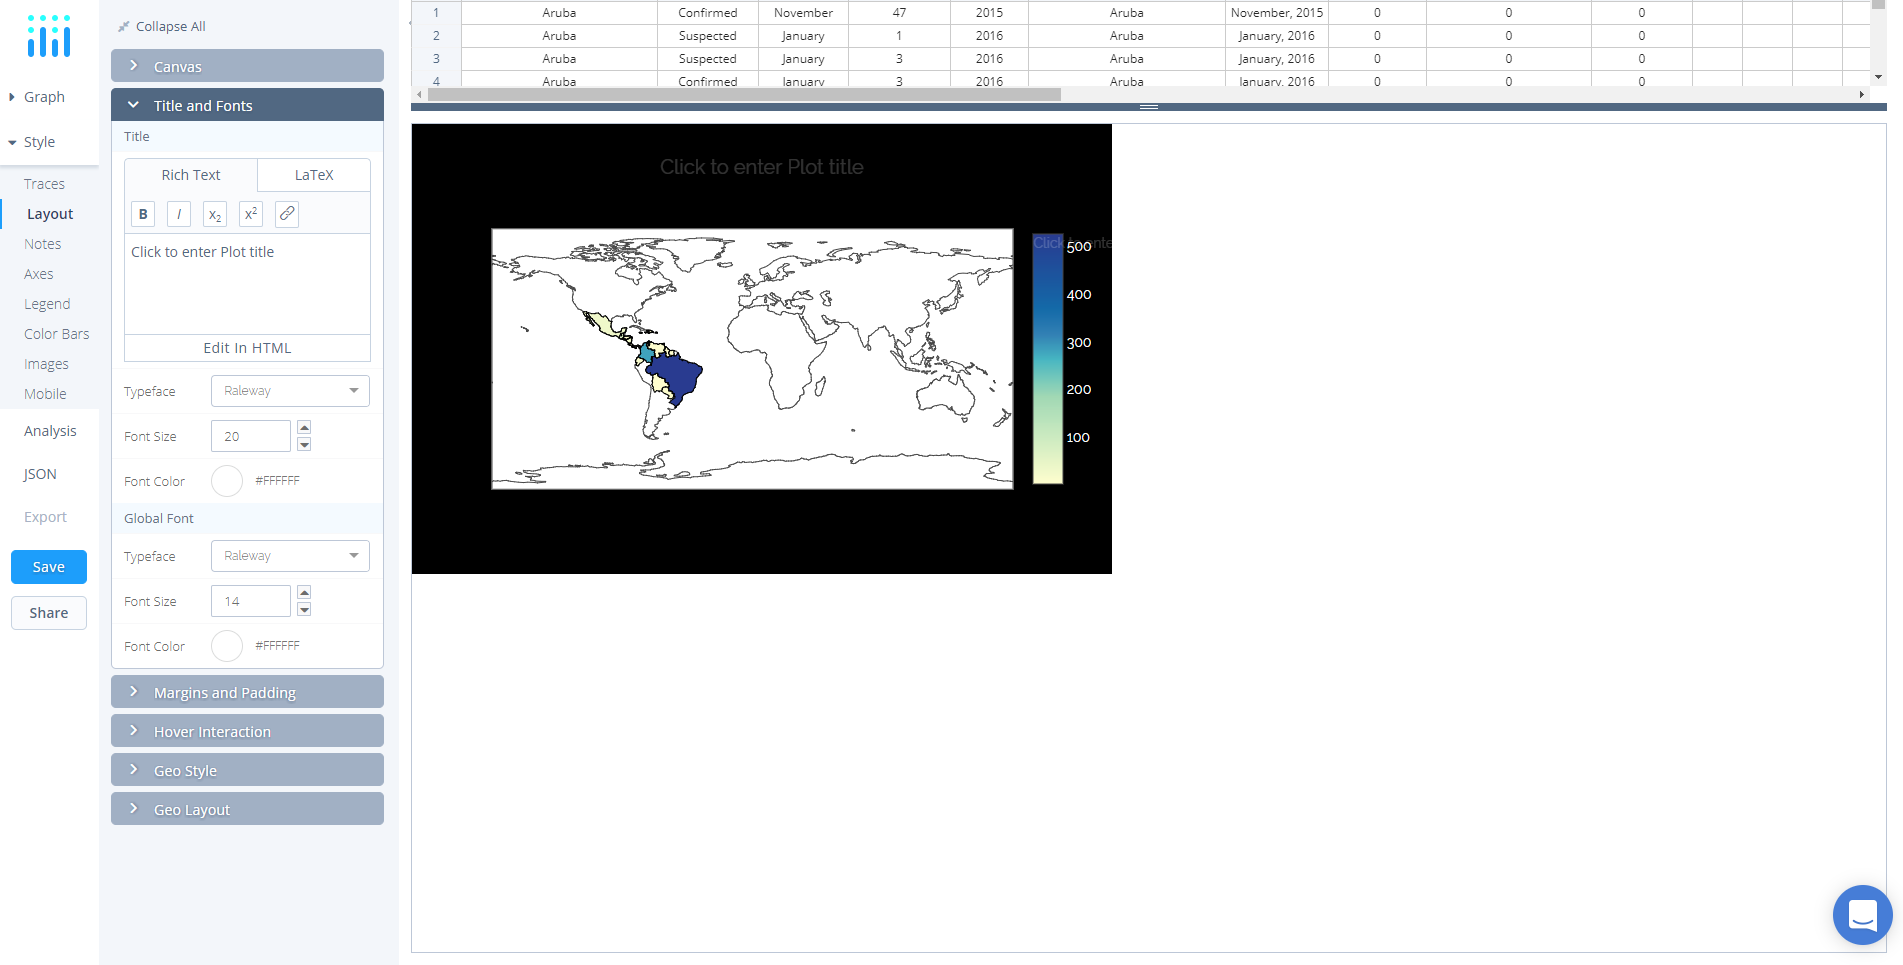 Graph
Style
Traces
Layout
Notes
Axes
Legend
Color Bars
Images
Mobile
Analysis
JSON
Export
Save
Share
Collapse All
Canvas
Title and Fonts
Title
Rich Text LaTeX
B I x2 x2
Click to enter Plot title
Edit In HTML
Typeface Raleway
Font Size 20
Font Color #FFFFFF
Global Font
Typeface Raleway
Font Size 14
Font Color #FFFFFF
Margins and Padding
Hover Interaction
Geo Style
Geo Layout
1 Aruba Confirmed November 47 2015 Aruba November, 2015 0 0 0
2 Aruba Suspected January 1 2016 Aruba January, 2016 0 0 0
3 Aruba Suspected January 3 2016 Aruba January, 2016 0 0 0
4 Aruba Confirmed January 3 2016 Aruba January, 2016 0 0 0
Click to enter Plot title
Click to ente
500
400
300
200
100